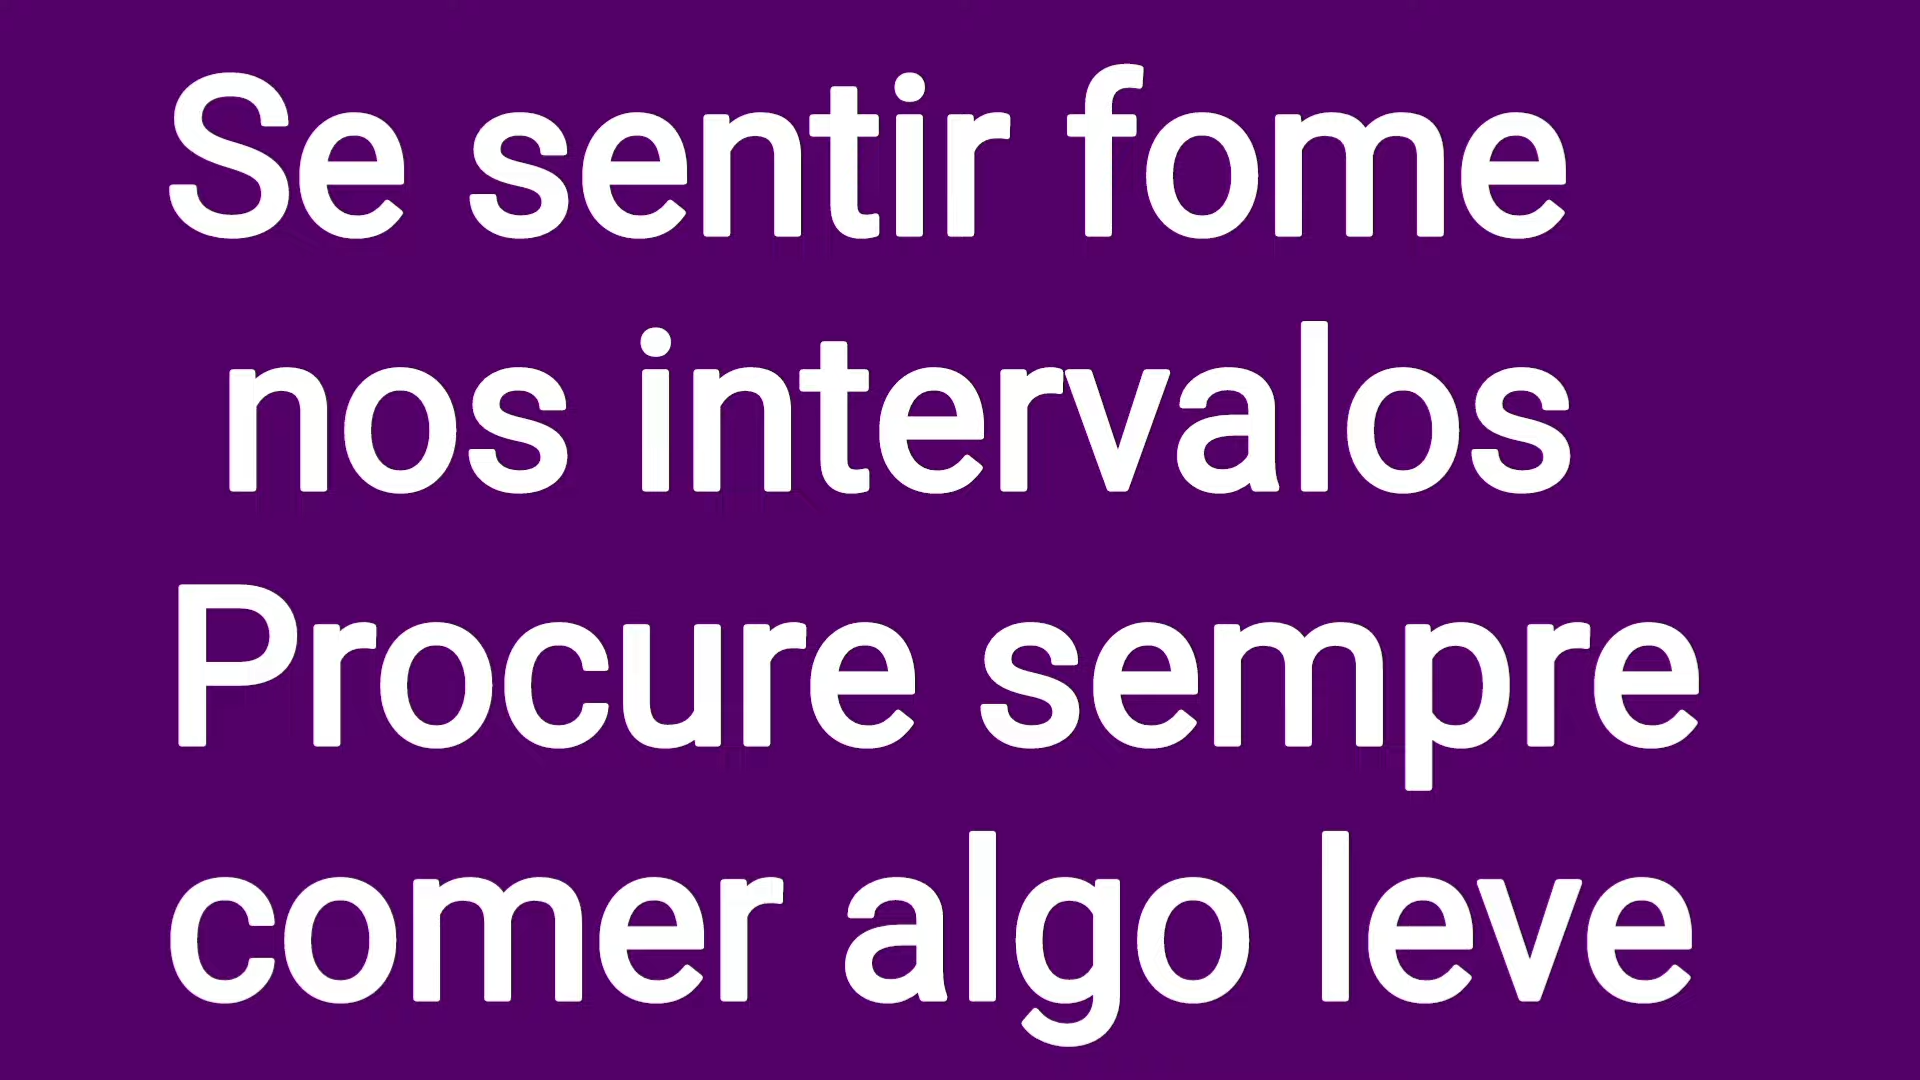 Se sentir fome
nos intervalos
Procure sempre
comer algo leve